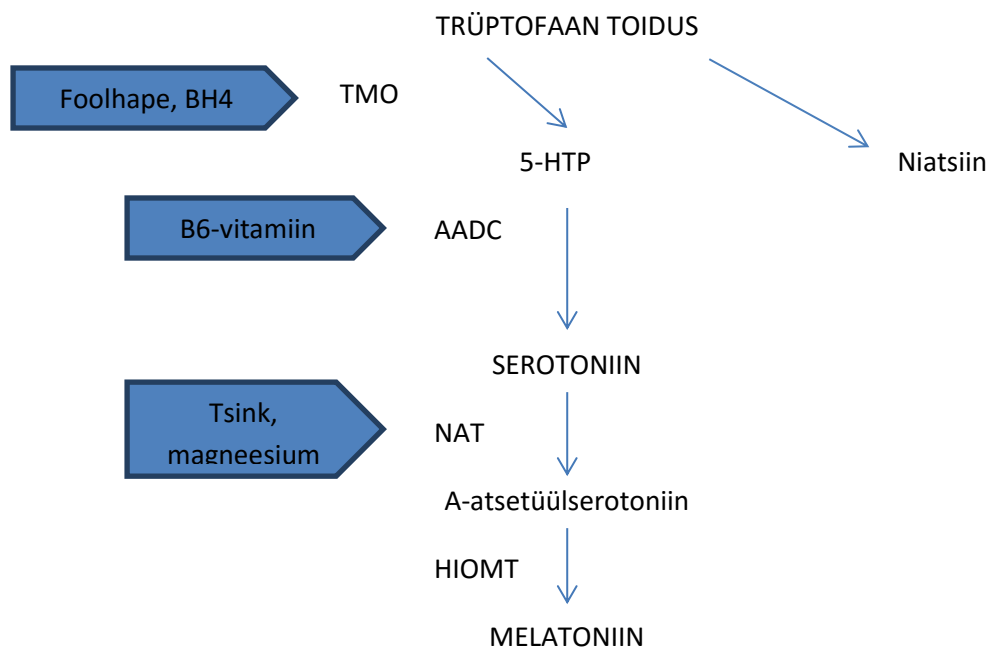 TRÜPTOFAAN TOIDUS
Foolhape, BH4
TMO
5-HTP
Niatsiin
B6-vitamiin
AADC
SEROTONIIN
Tsink,
magneesium
NAT
A-atsetüülserotoniin
HIOMT
MELATONIIN